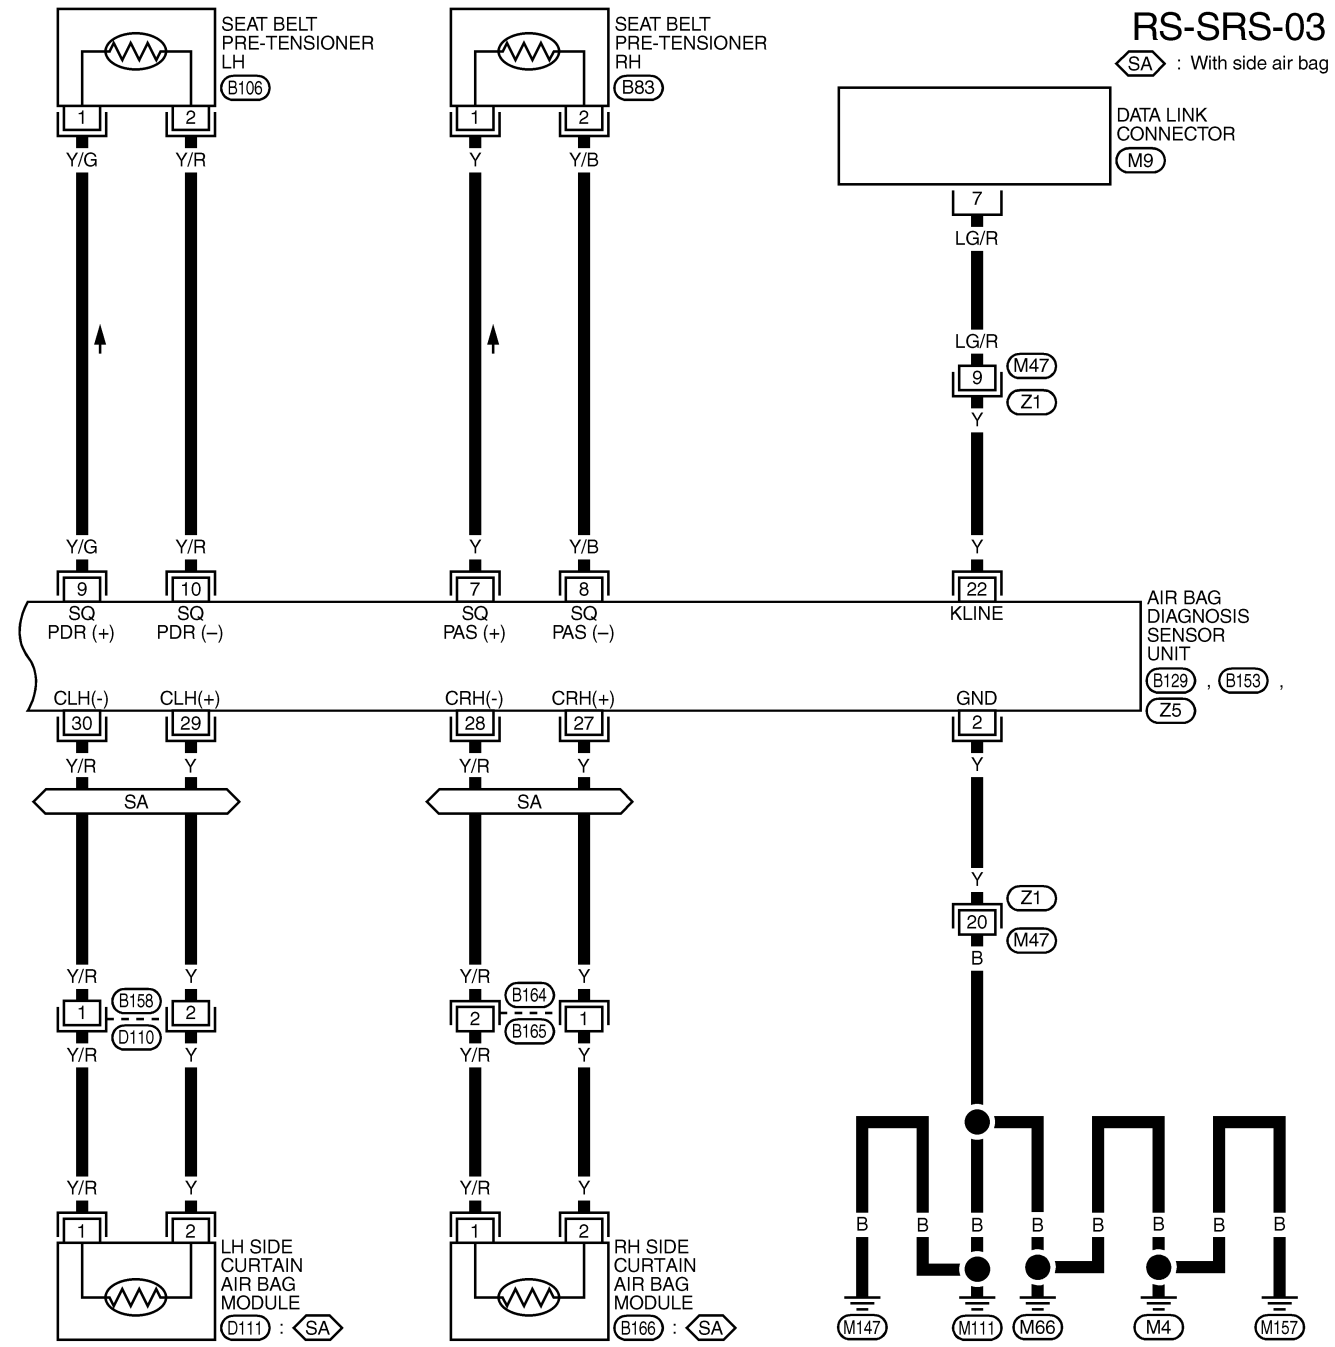 RS-SRS-03
SA : With side air bag
SEAT BELT
PRE-TENSIONER
LH
B106
SEAT BELT
PRE-TENSIONER
RH
B83
DATA LINK
CONNECTOR
M9
1 2 1 2
Y/G Y/R Y Y/B
7
LG/R
LG/R
9
M47
Z1
Y
Y/G Y/R Y Y/B Y
9 10 7 8 22
SQ SQ SQ SQ KLINE
PDR (+) PDR (–) PAS (+) PAS (–)
AIR BAG
DIAGNOSIS
SENSOR
UNIT
B129 , B153 ,
Z5
CLH(-) CLH(+) CRH(-) CRH(+) GND
30 29 28 27 2
Y/R Y Y/R Y Y
SA SA
Y
Z1
20
M47
B
Y/R Y Y/R Y
1 B158 2
D110
2 B164 1
B165
Y/R Y Y/R Y
Y/R Y Y/R Y
1 2 1 2
LH SIDE
CURTAIN
AIR BAG
MODULE
D111 : SA
RH SIDE
CURTAIN
AIR BAG
MODULE
B166 : SA
B B B B B B B B
M147 M111 M66 M4 M157